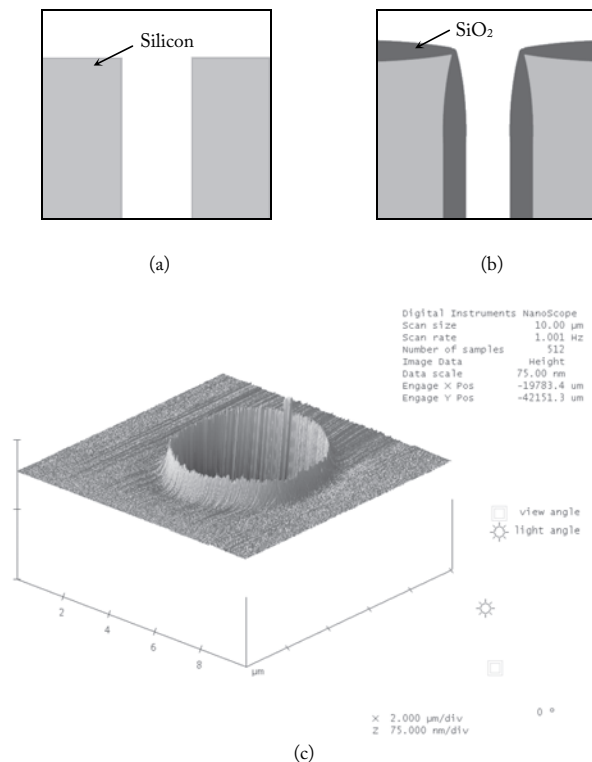 Silicon
SiO₂
(a)
(b)
Digital Instruments NanoScope
Scan size 10.00 µm
Scan rate 1.001 Hz
Number of samples 512
Image Data Height
Data scale 75.00 nm
Engage X Pos -19783.4 um
Engage Y Pos -42151.3 um
view angle
light angle
2
4
6
8
µm
X 2.000 µm/div
Z 75.000 nm/div
0 °
(c)